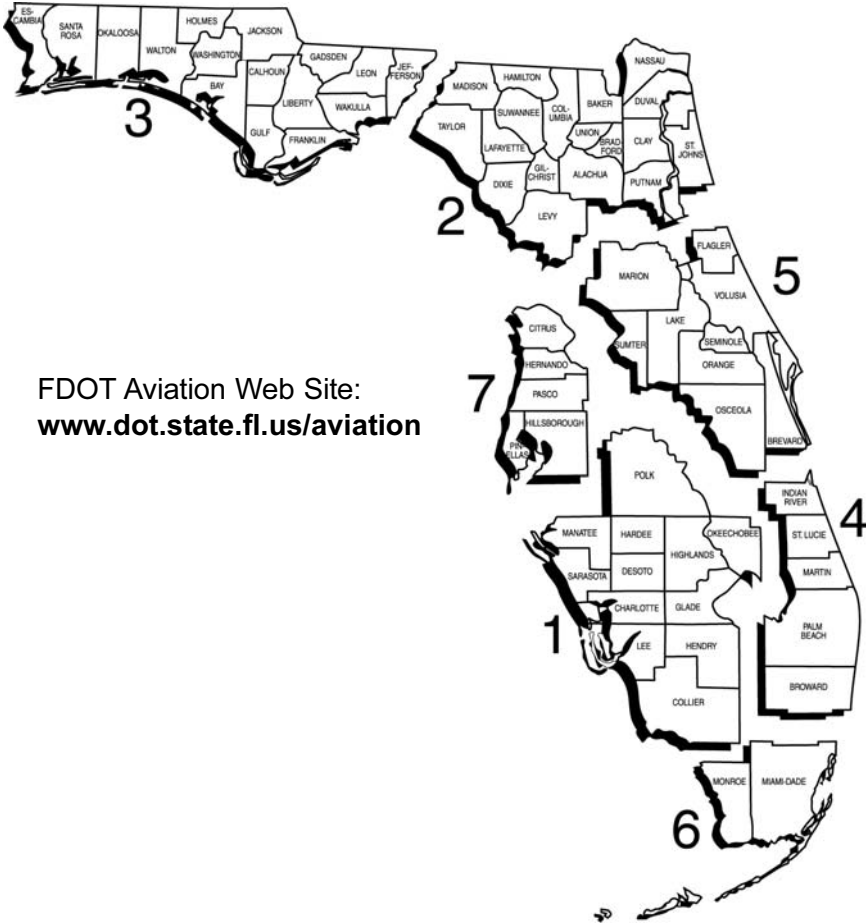 ES-
CAMBIA
SANTA
ROSA
OKALOOSA
WALTON
HOLMES
WASHINGTON
JACKSON
BAY
CALHOUN
GULF
LIBERTY
GADSDEN
FRANKLIN
LEON
WAKULLA
JEF-
FERSON
3
MADISON
TAYLOR
HAMILTON
SUWANNEE
LAFAYETTE
DIXIE
GIL-
CHRIST
LEVY
COL-
UMBIA
BAKER
UNION
BRAD-
FORD
ALACHUA
NASSAU
DUVAL
CLAY
PUTNAM
ST.
JOHNS
2
MARION
FLAGLER
VOLUSIA
LAKE
SUMTER
SEMINOLE
ORANGE
OSCEOLA
BREVARD
5
CITRUS
HERNANDO
PASCO
HILLSBOROUGH
PIN-
ELLAS
7
FDOT Aviation Web Site:
www.dot.state.fl.us/aviation
POLK
MANATEE
HARDEE
HIGHLANDS
OKEECHOBEE
SARASOTA
DESOTO
CHARLOTTE
GLADE
LEE
HENDRY
COLLIER
1
INDIAN
RIVER
ST. LUCIE
MARTIN
PALM
BEACH
BROWARD
4
MONROE
MIAMI-DADE
6